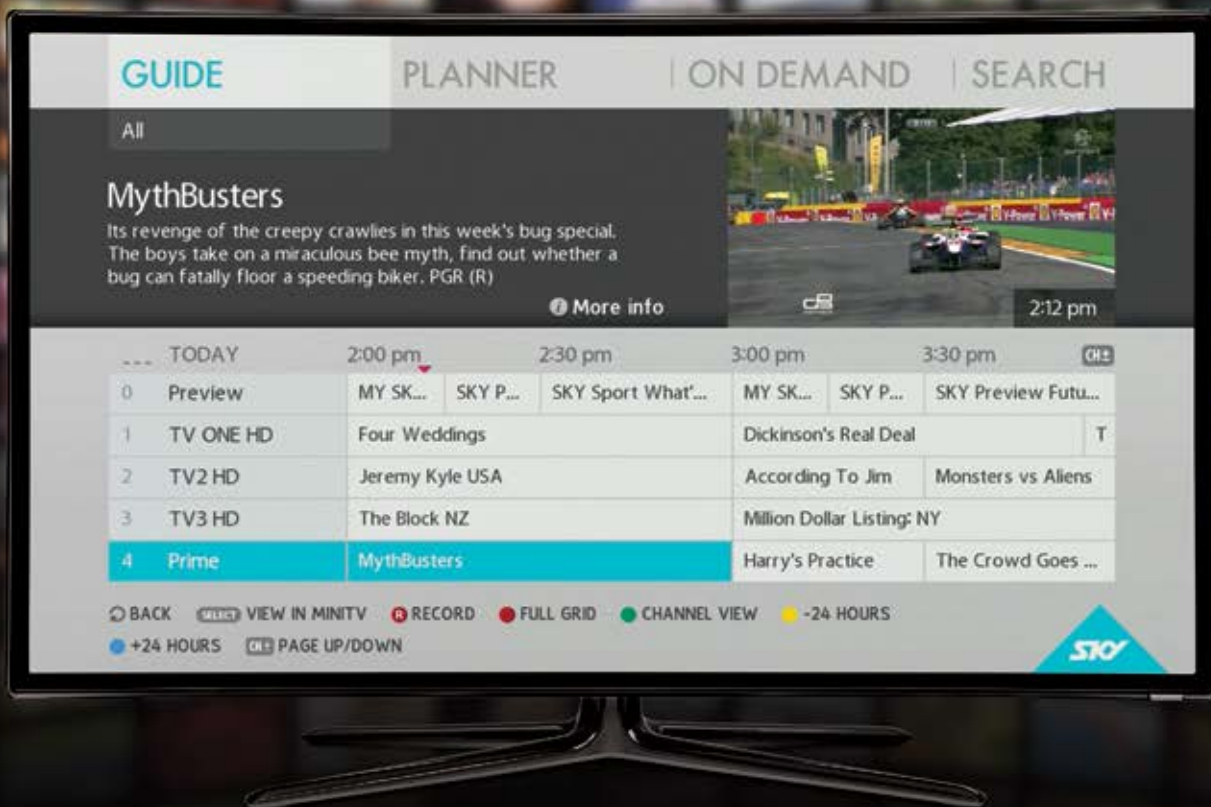 GUIDE PLANNER ON DEMAND SEARCH
All
MythBusters
Its revenge of the creepy crawlies in this week's bug special.
The boys take on a miraculous bee myth, find out whether a
bug can fatally floor a speeding biker. PGR (R)
More info
2:12 pm
--- TODAY 2:00 pm 2:30 pm 3:00 pm 3:30 pm CH±
0 Preview MY SK... SKY P... SKY Sport What'... MY SK... SKY P... SKY Preview Futu...
1 TV ONE HD Four Weddings Dickinson's Real Deal T
2 TV2 HD Jeremy Kyle USA According To Jim Monsters vs Aliens
3 TV3 HD The Block NZ Million Dollar Listing: NY
4 Prime MythBusters Harry's Practice The Crowd Goes ...
BACK SELECT VIEW IN MINITV R RECORD FULL GRID CHANNEL VIEW -24 HOURS
+24 HOURS CH± PAGE UP/DOWN
SKY